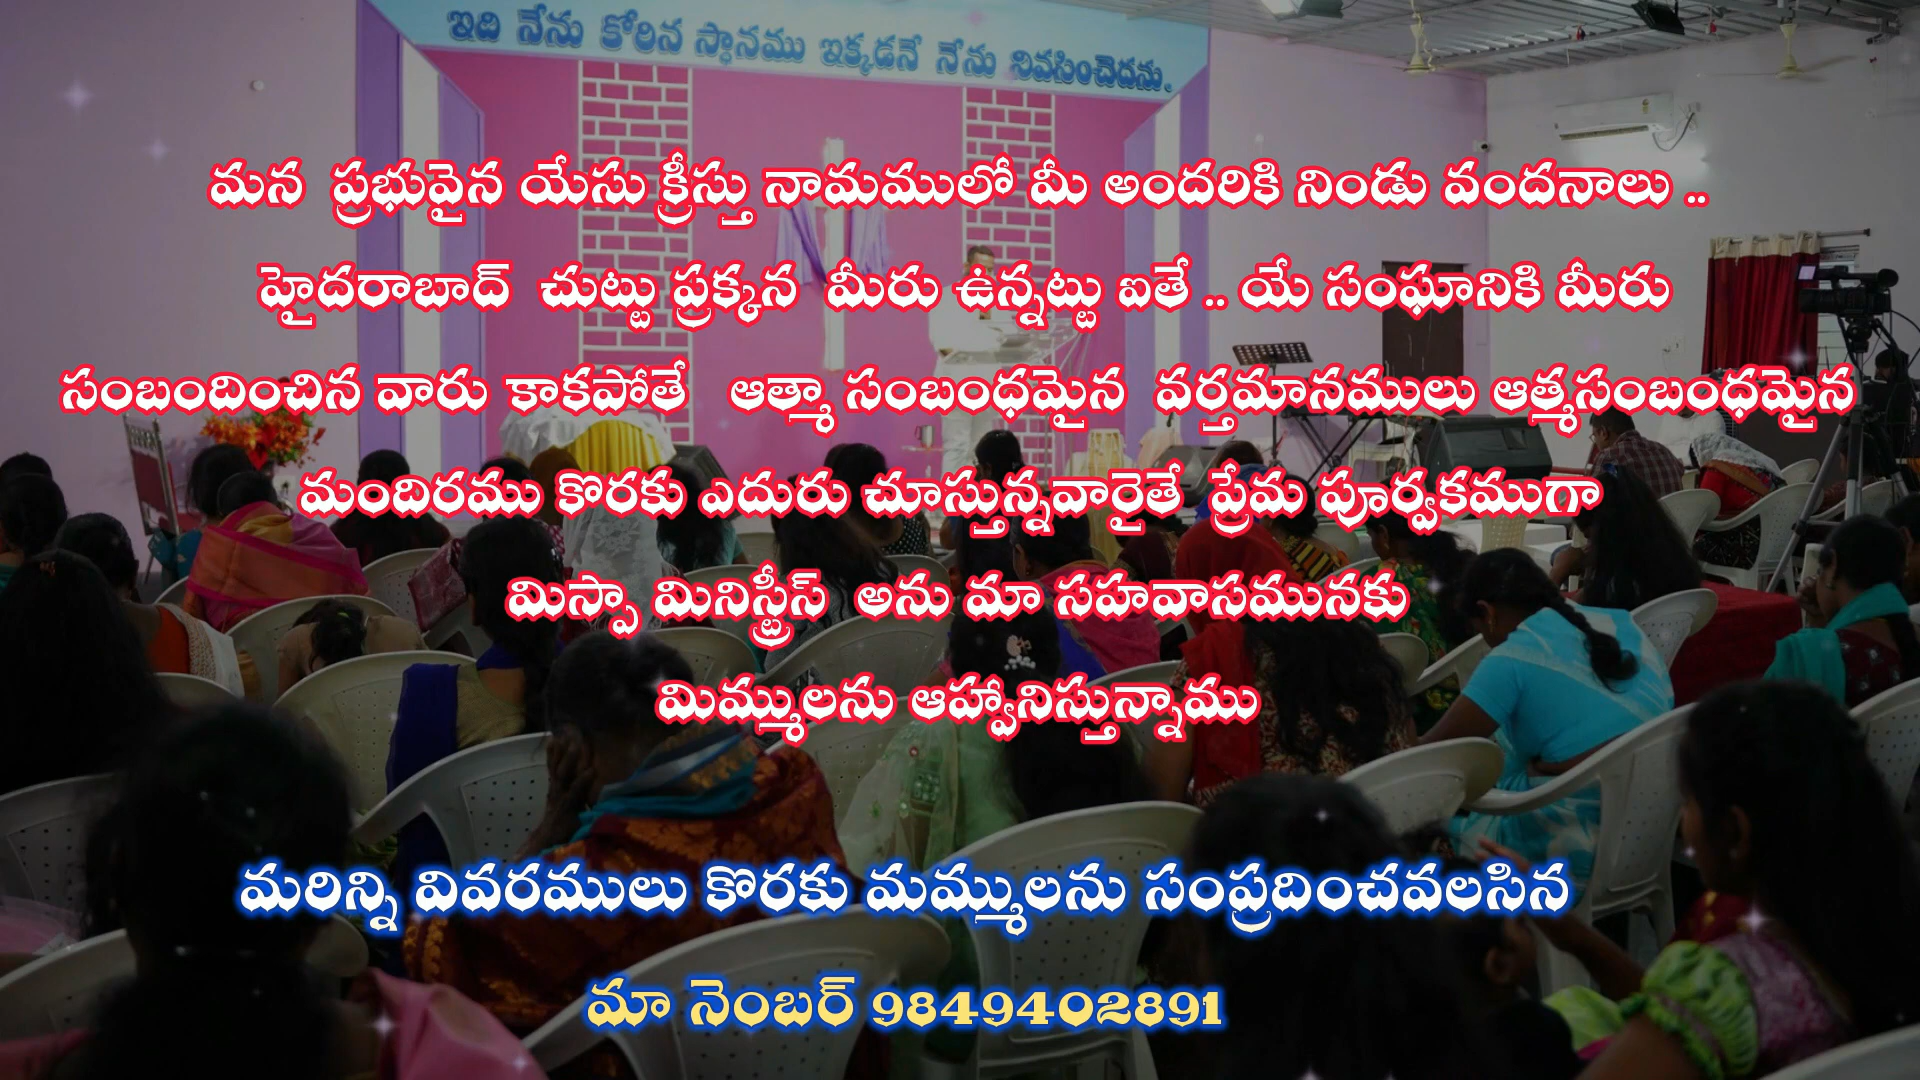 ఇది నేను కోరిన స్థానము ఇక్కడనే నేను నివసించెదను.
మన ప్రభువైన యేసు క్రీస్తు నామములో మీ అందరికి నిండు వందనాలు ..
హైదరాబాద్ చుట్టు ప్రక్కన మీరు ఉన్నట్టు ఐతే .. యే సంఘానికి మీరు
సంబందించిన వారు కాకపోతే ఆత్మా సంబంధమైన వర్తమానములు ఆత్మసంబంధమైన
మందిరము కొరకు ఎదురు చూస్తున్నవారైతే ప్రేమ పూర్వకముగా
మిస్పా మినిస్ట్రీస్ అను మా సహవాసమునకు
మిమ్ములను ఆహ్వానిస్తున్నాము
మరిన్ని వివరములు కొరకు మమ్ములను సంప్రదించవలసిన
మా నెంబర్ 9849402891